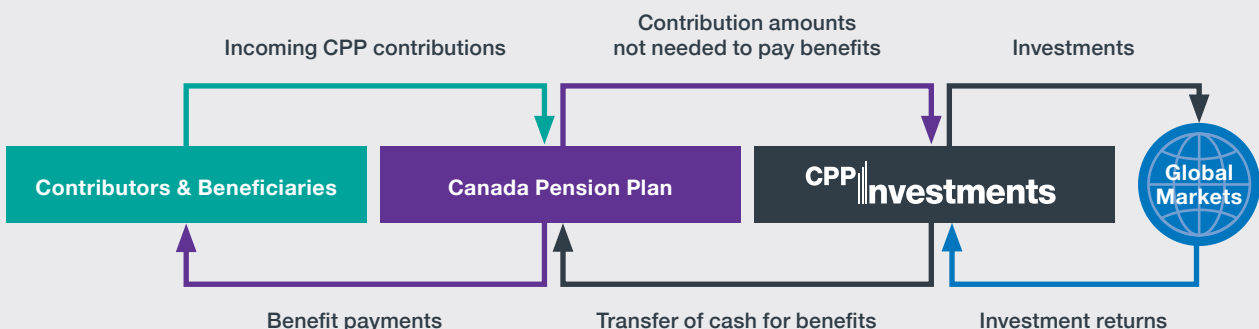 Incoming CPP contributions
Contribution amounts
not needed to pay benefits
Investments
Contributors & Beneficiaries
Canada Pension Plan
CPP Investments
Global
Markets
Benefit payments
Transfer of cash for benefits
Investment returns